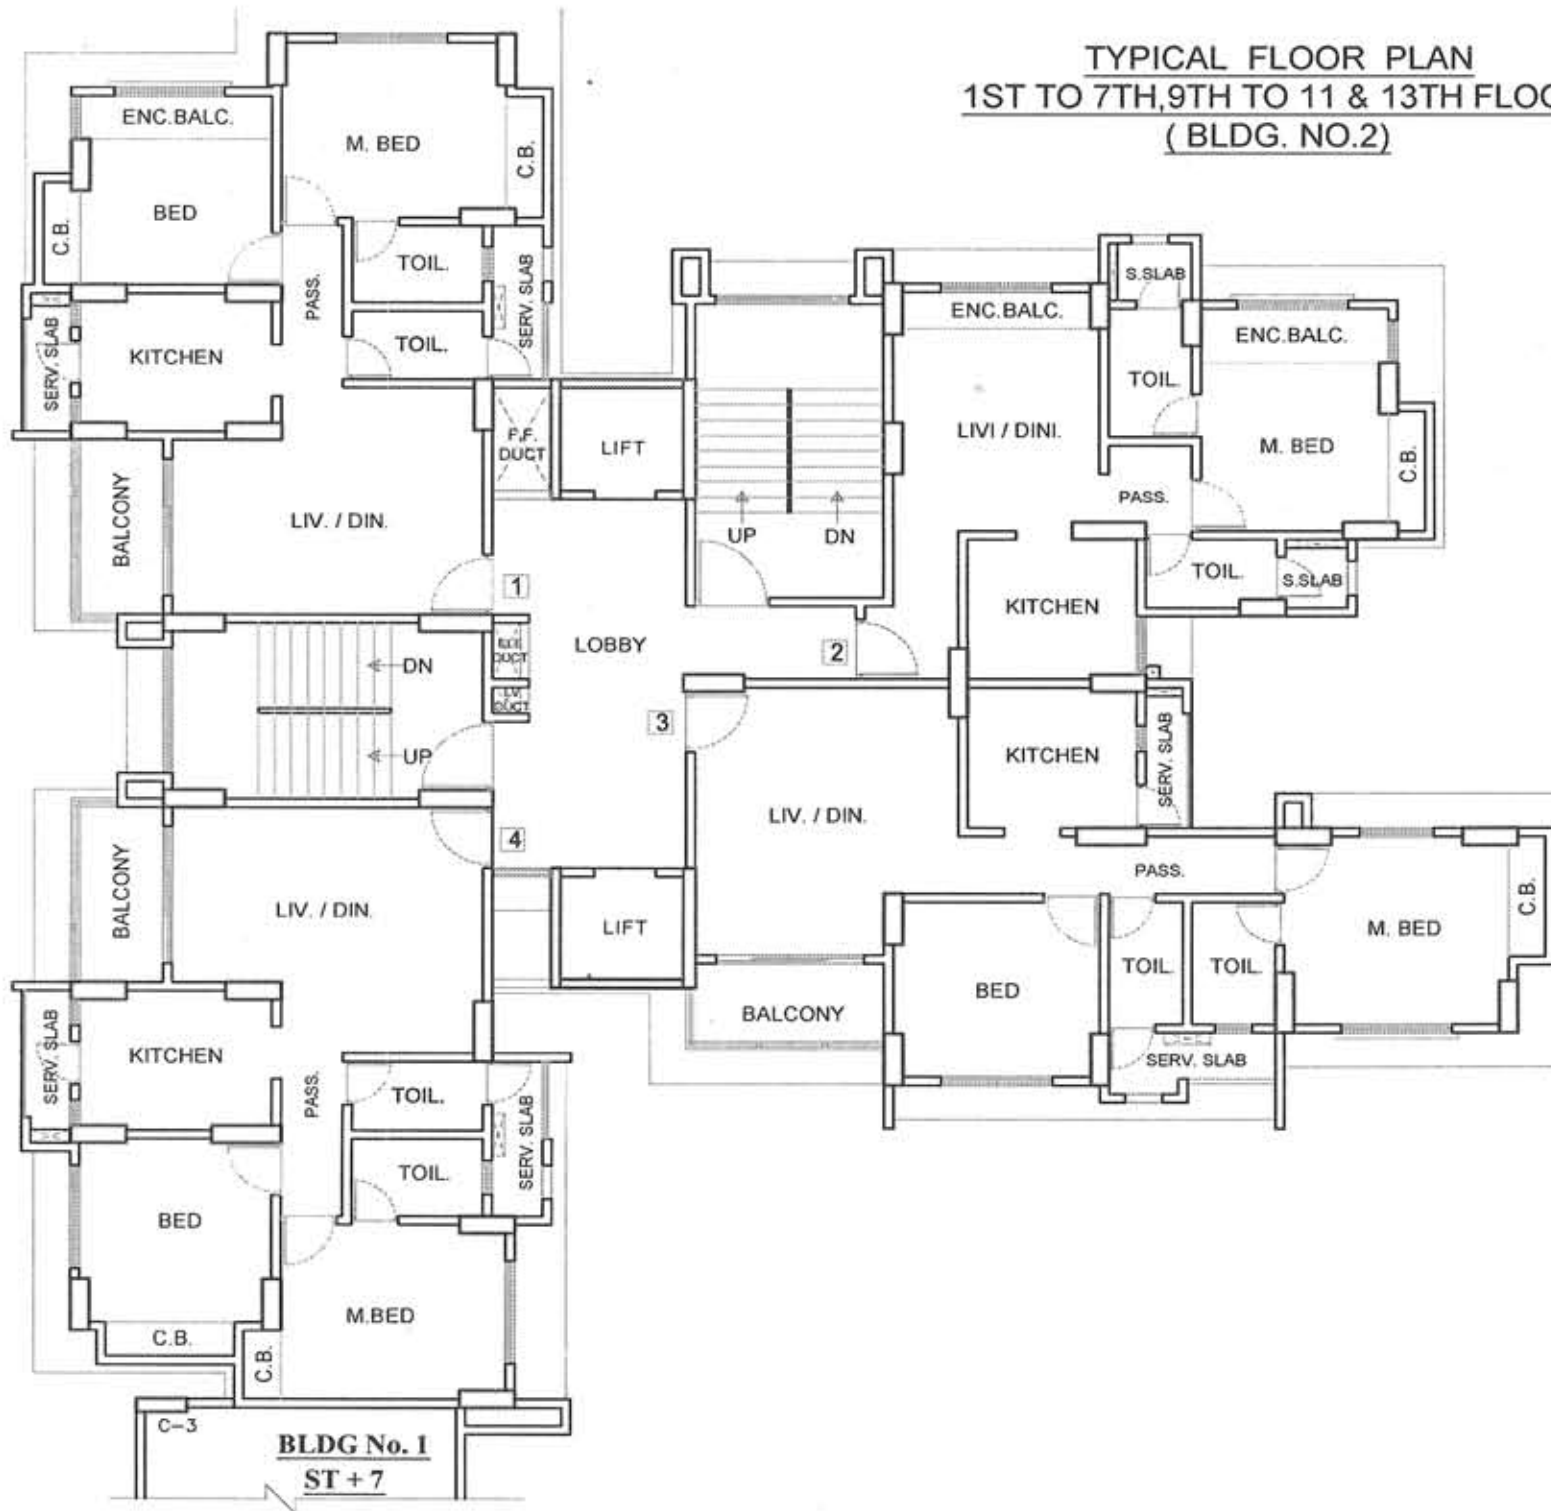 TYPICAL FLOOR PLAN
1ST TO 7TH,9TH TO 11 & 13TH FLOO
( BLDG. NO.2)
ENC.BALC.
M. BED
C.B.
BED
C.B.
TOIL.
PASS.
SERV. SLAB
TOIL.
KITCHEN
SERV. SLAB
S.SLAB
ENC.BALC.
ENC.BALC.
TOIL.
LIVI / DINI.
M. BED
C.B.
DUCT
LIFT
BALCONY
LIV. / DIN.
PASS.
UP
DN
TOIL.
S.SLAB
1
KITCHEN
LOBBY
2
DUCT
DN
DUCT
3
UP
KITCHEN
SERV. SLAB
LIV. / DIN.
4
BALCONY
PASS.
LIV. / DIN.
LIFT
C.B.
M. BED
TOIL.
TOIL.
BED
BALCONY
SERV. SLAB
KITCHEN
SERV. SLAB
PASS.
TOIL.
SERV. SLAB
TOIL.
BED
M.BED
C.B.
C.B.
C-3
BLDG No. 1
ST + 7